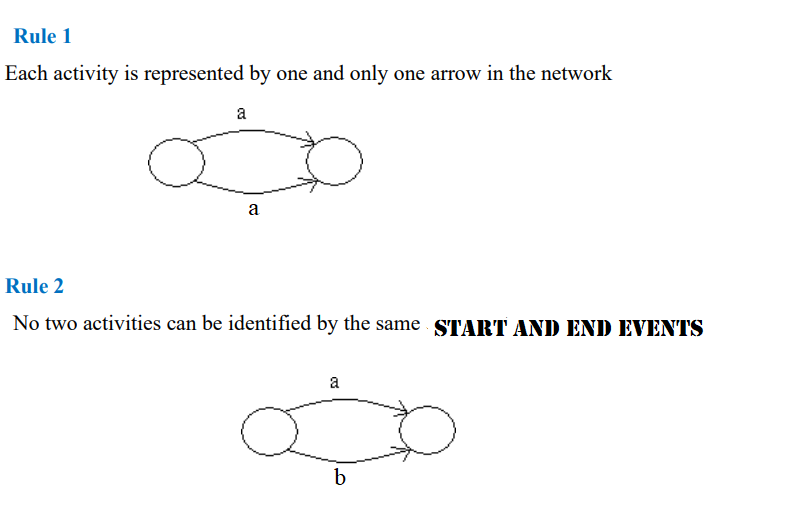 Rule 1
Each activity is represented by one and only one arrow in the network
a
a
Rule 2
No two activities can be identified by the same START AND END EVENTS
a
b